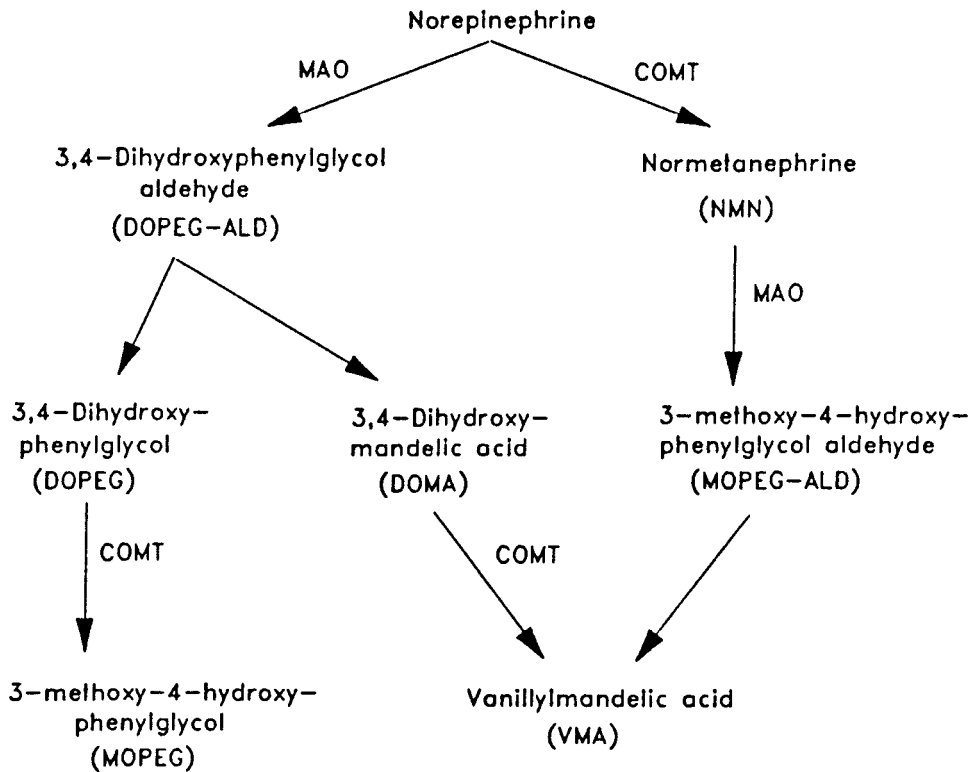 Norepinephrine
MAO
COMT
3,4-Dihydroxyphenylglycol
aldehyde
(DOPEG-ALD)
Normetanephrine
(NMN)
MAO
3,4-Dihydroxy-
phenylglycol
(DOPEG)
3,4-Dihydroxy-
mandelic acid
(DOMA)
3-methoxy-4-hydroxy-
phenylglycol aldehyde
(MOPEG-ALD)
COMT
COMT
3-methoxy-4-hydroxy-
phenylglycol
(MOPEG)
Vanillylmandelic acid
(VMA)